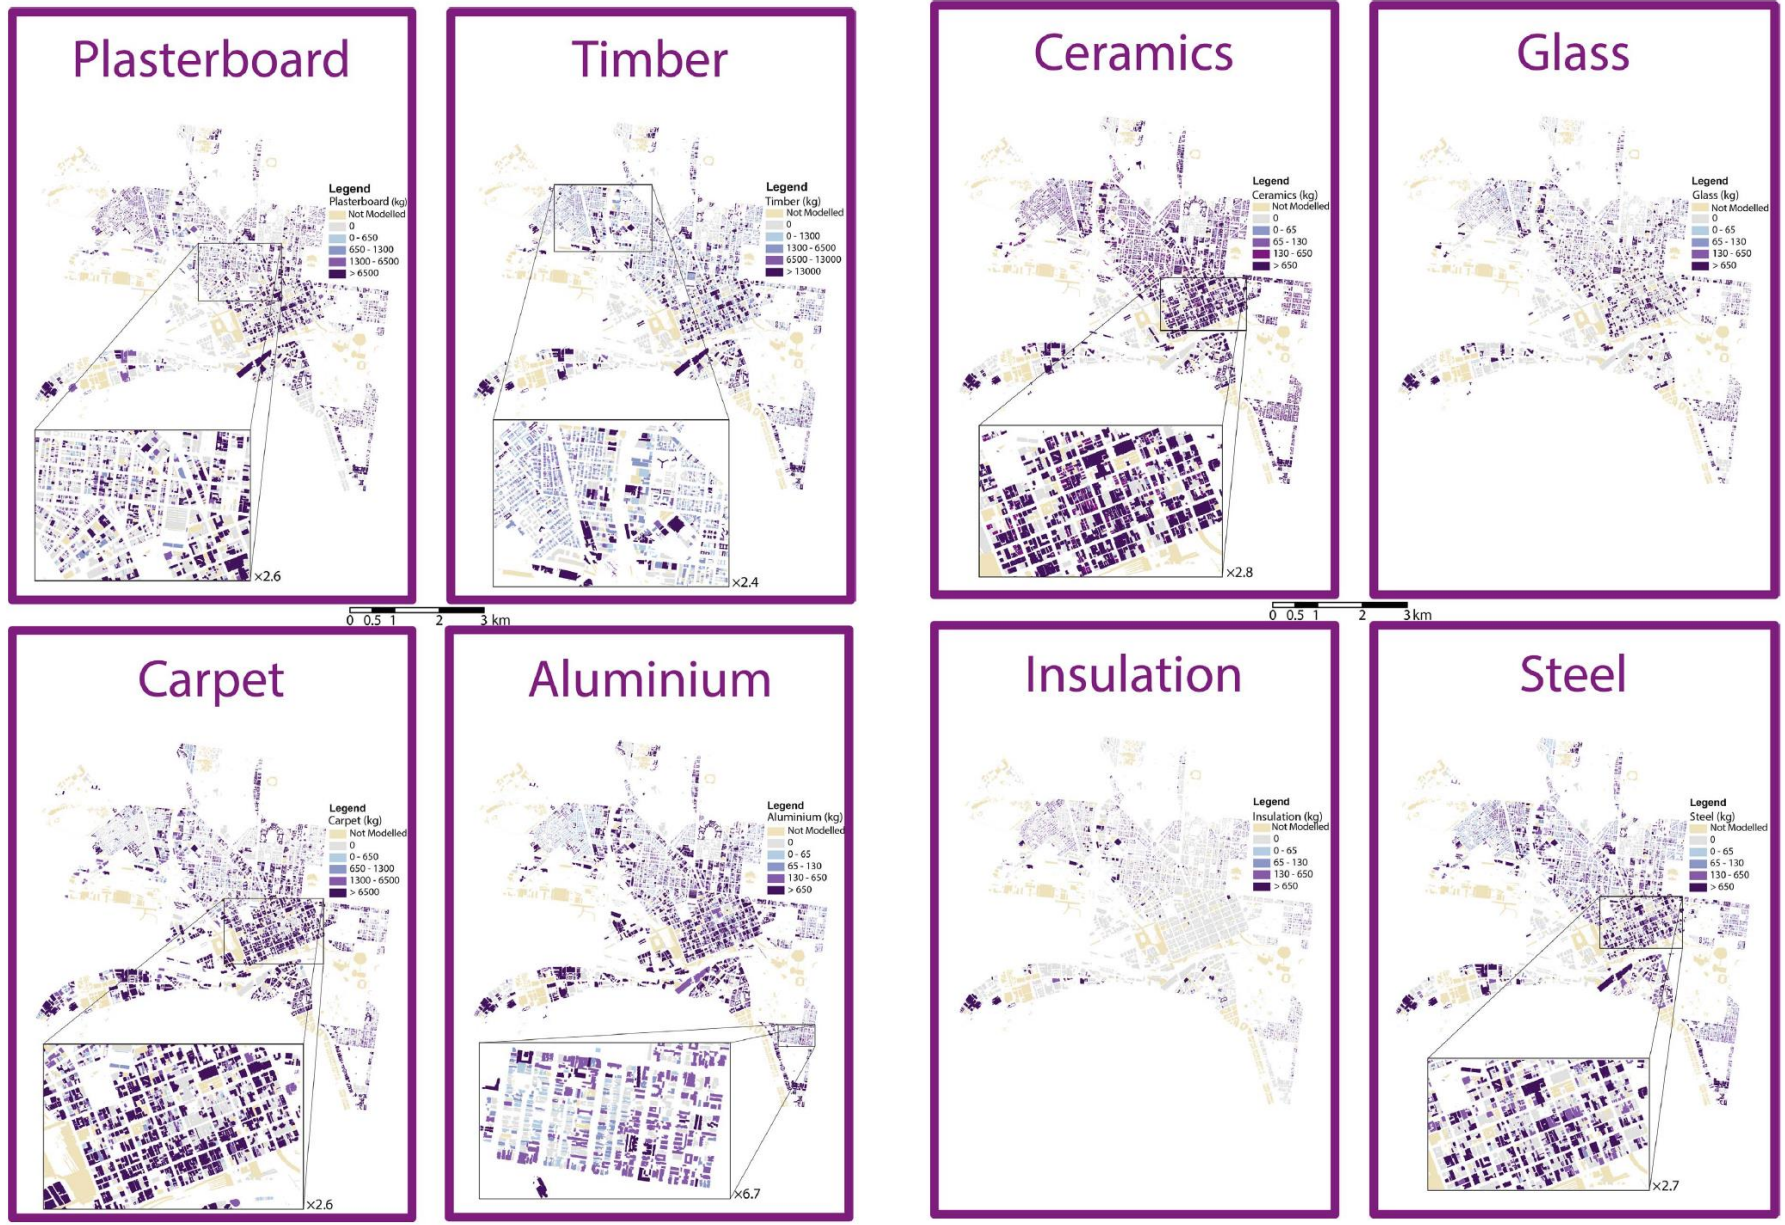 Plasterboard
Legend
Plasterboard (kg)
Not Modelled
0
0 - 650
650 - 1300
1300 - 6500
> 6500
×2.6
Timber
Legend
Timber (kg)
Not Modelled
0
0 - 1300
1300 - 6500
6500 - 13000
> 13000
×2.4
0 0.5 1 2 3 km
Ceramics
Legend
Ceramics (kg)
Not Modelled
0
0 - 65
65 - 130
130 - 650
> 650
×2.8
Glass
Legend
Glass (kg)
Not Modelled
0
0 - 65
65 - 130
130 - 650
> 650
0 0.5 1 2 3 km
Carpet
Legend
Carpet (kg)
Not Modelled
0
0 - 650
650 - 1300
1300 - 6500
> 6500
×2.6
Aluminium
Legend
Aluminium (kg)
Not Modelled
0
0 - 65
65 - 130
130 - 650
> 650
×6.7
Insulation
Legend
Insulation (kg)
Not Modelled
0
0 - 65
65 - 130
130 - 650
> 650
Steel
Legend
Steel (kg)
Not Modelled
0
0 - 65
65 - 130
130 - 650
> 650
×2.7